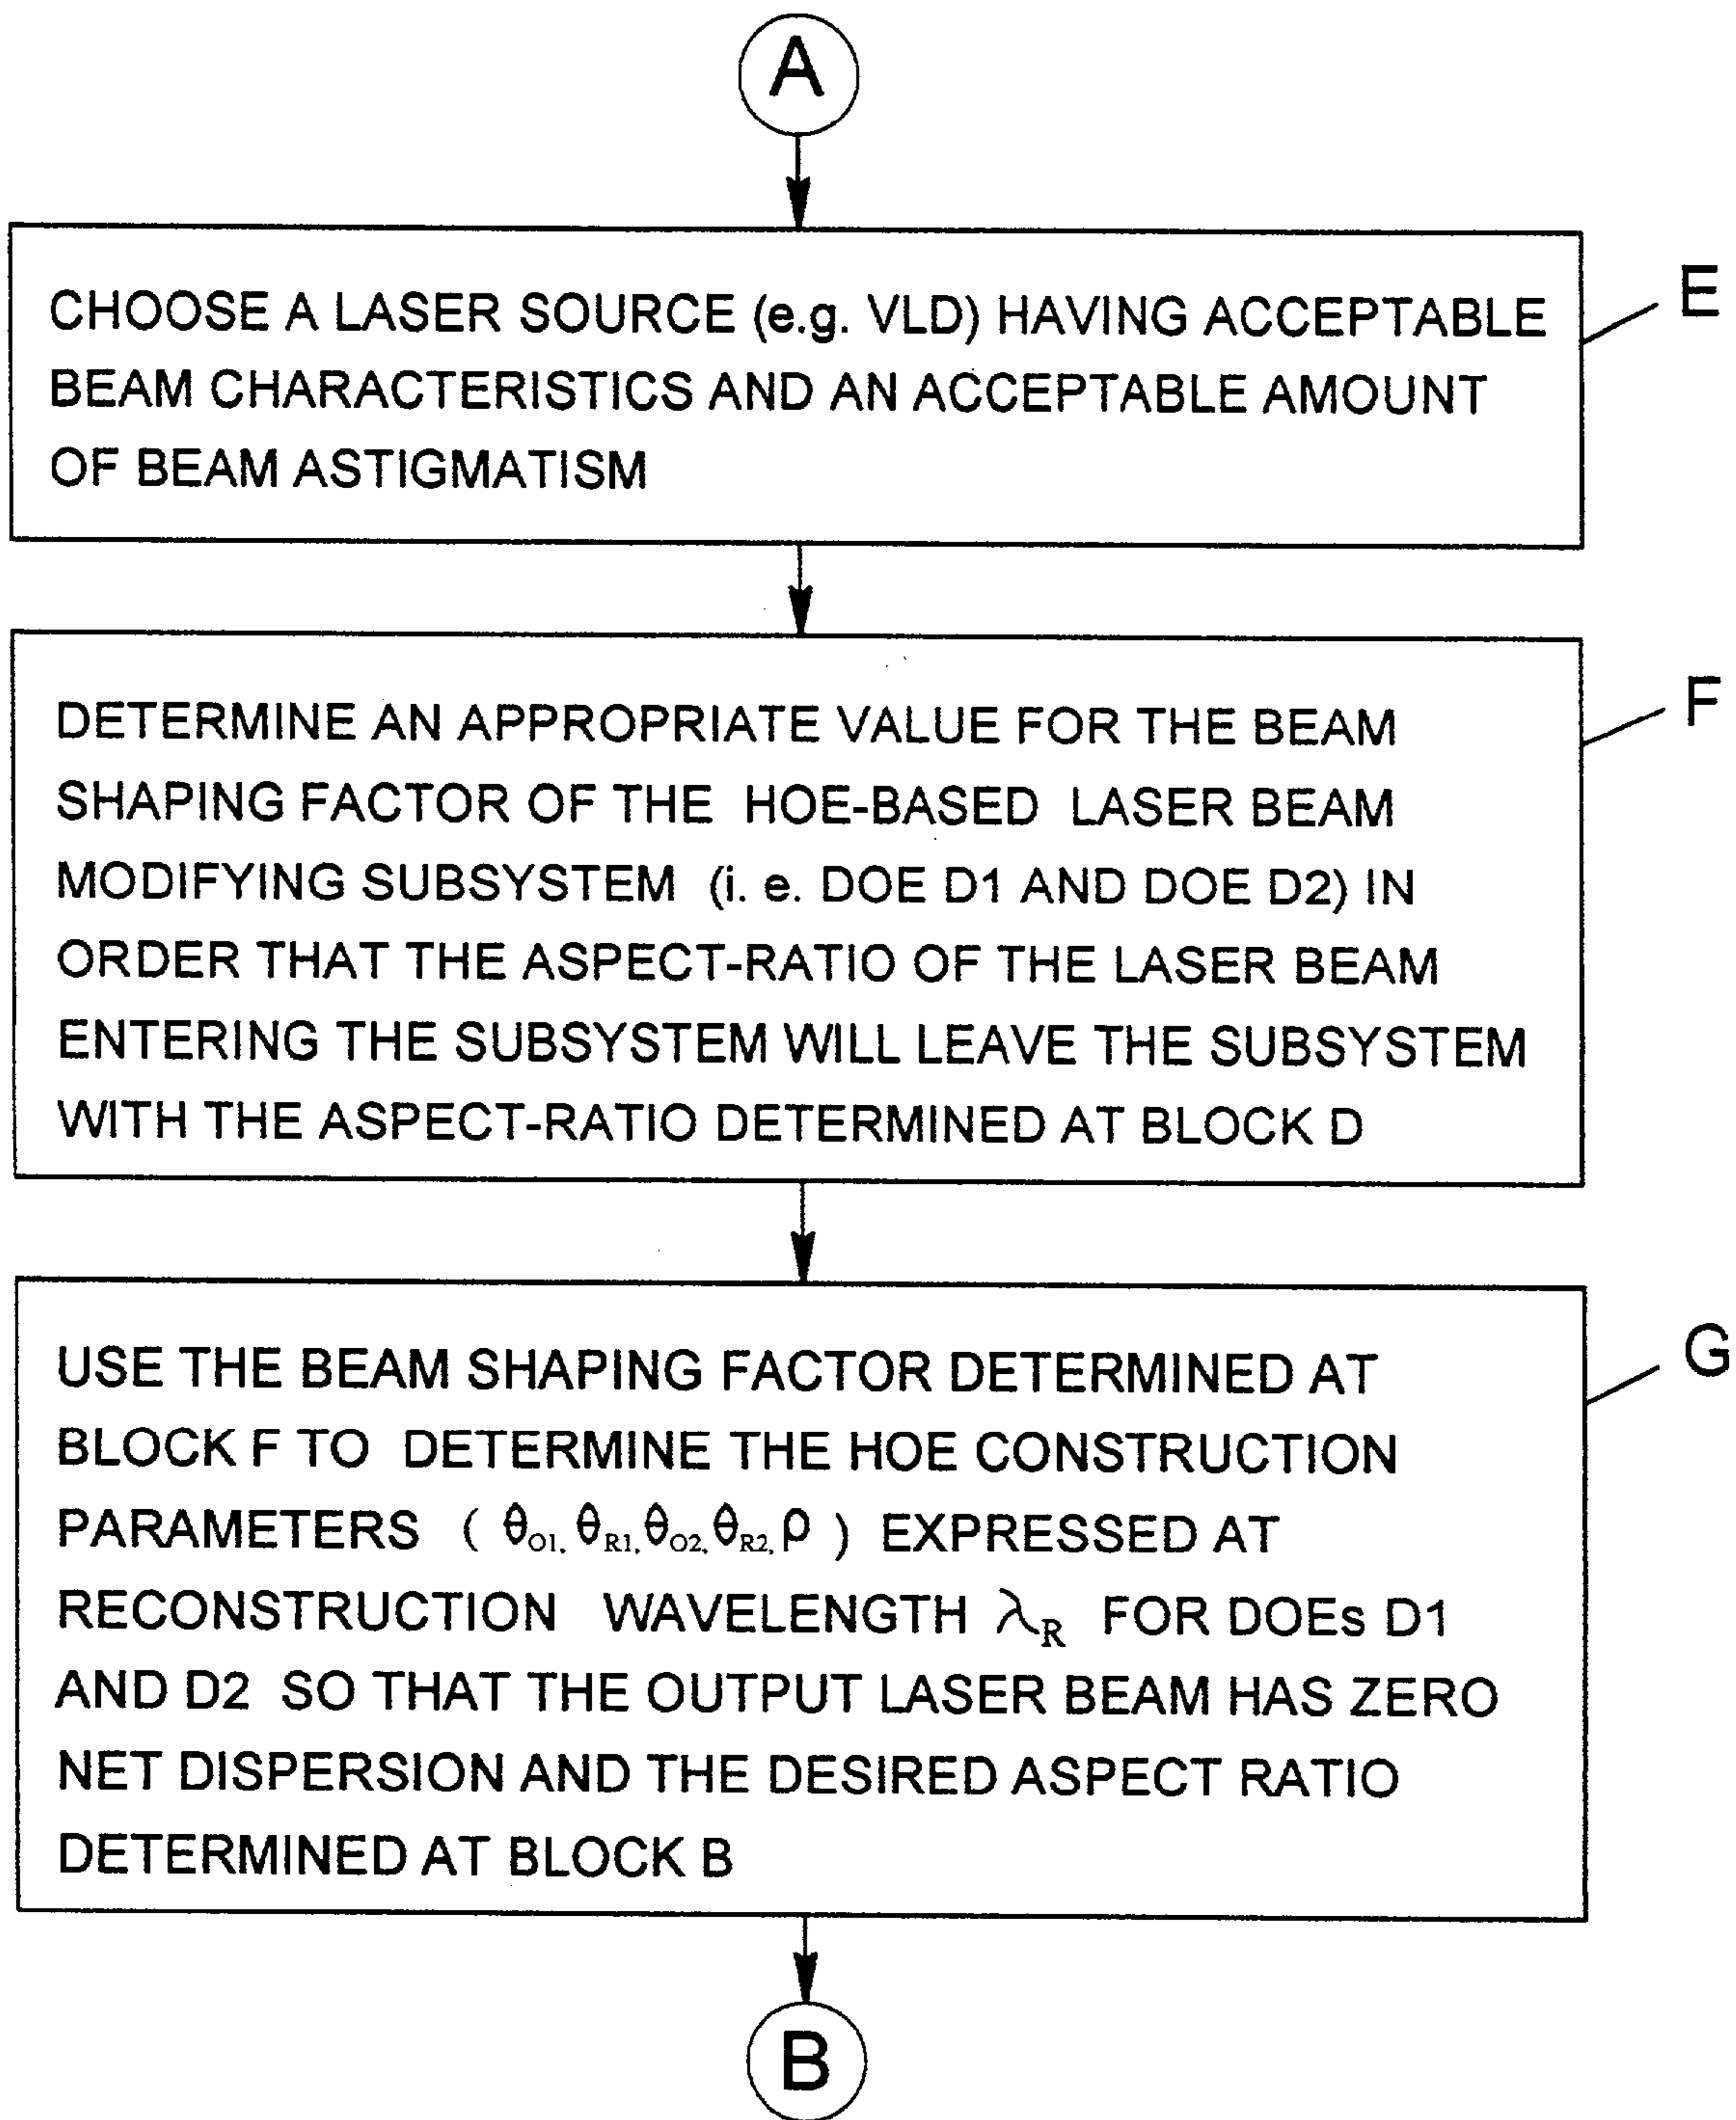 A
CHOOSE A LASER SOURCE (e.g. VLD) HAVING ACCEPTABLE
BEAM CHARACTERISTICS AND AN ACCEPTABLE AMOUNT
OF BEAM ASTIGMATISM
E
DETERMINE AN APPROPRIATE VALUE FOR THE BEAM
SHAPING FACTOR OF THE HOE-BASED LASER BEAM
MODIFYING SUBSYSTEM (i. e. DOE D1 AND DOE D2) IN
ORDER THAT THE ASPECT-RATIO OF THE LASER BEAM
ENTERING THE SUBSYSTEM WILL LEAVE THE SUBSYSTEM
WITH THE ASPECT-RATIO DETERMINED AT BLOCK D
F
USE THE BEAM SHAPING FACTOR DETERMINED AT
BLOCK F TO DETERMINE THE HOE CONSTRUCTION
PARAMETERS ( θO1, θR1, θO2, θR2, ρ ) EXPRESSED AT
RECONSTRUCTION WAVELENGTH λR FOR DOEs D1
AND D2 SO THAT THE OUTPUT LASER BEAM HAS ZERO
NET DISPERSION AND THE DESIRED ASPECT RATIO
DETERMINED AT BLOCK B
G
B